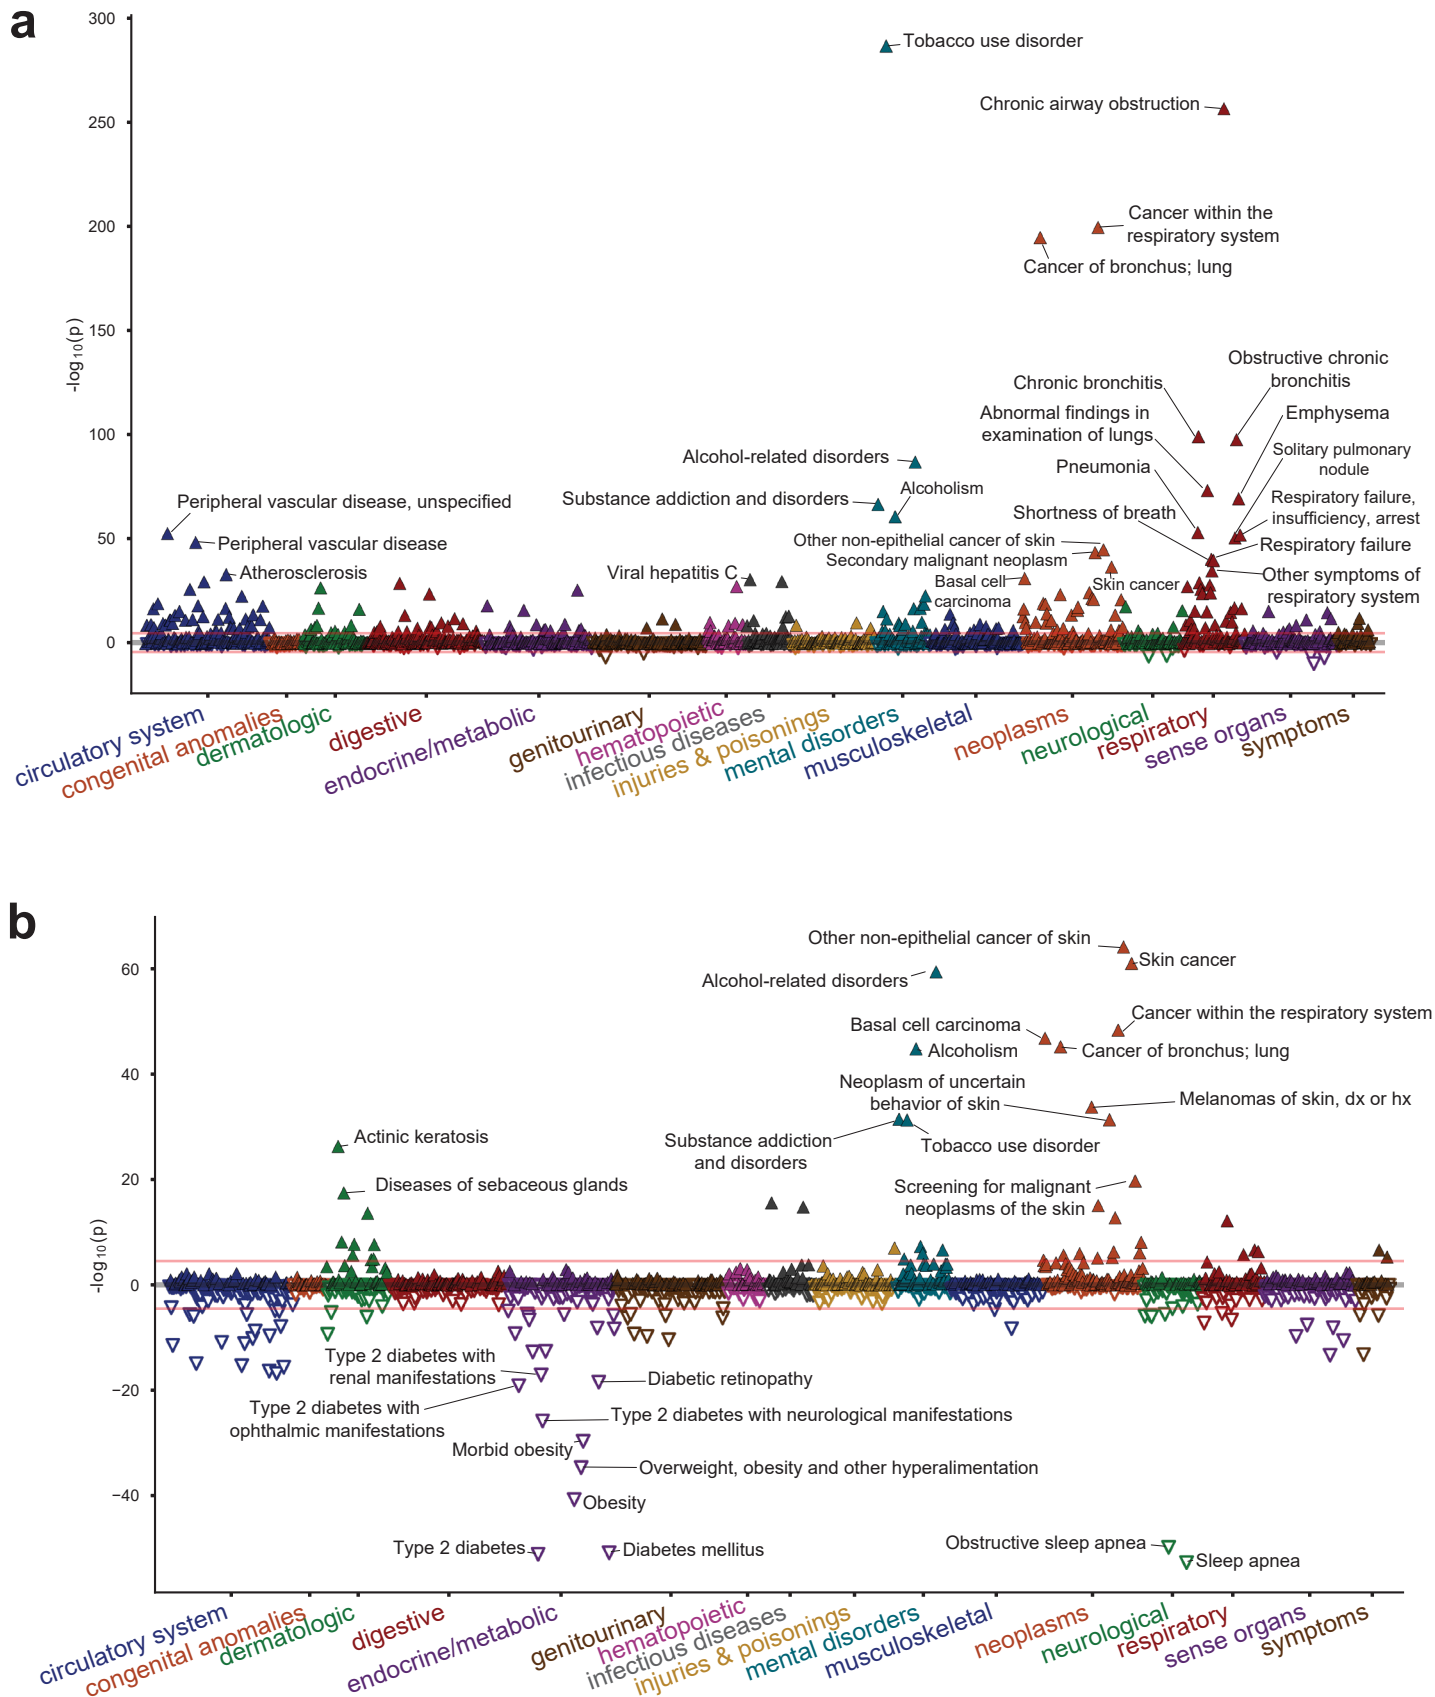 a
300
Tobacco use disorder
Chronic airway obstruction
250
Cancer within the
respiratory system
200
Cancer of bronchus; lung
150
-log10(p)
Obstructive chronic
bronchitis
Chronic bronchitis
Abnormal findings in
examination of lungs
Emphysema
100
Solitary pulmonary
nodule
Alcohol-related disorders
Pneumonia
Alcoholism
Substance addiction and disorders
Respiratory failure,
insufficiency, arrest
Peripheral vascular disease, unspecified
Shortness of breath
50
Peripheral vascular disease
Other non-epithelial cancer of skin
Respiratory failure
Secondary malignant neoplasm
Atherosclerosis
Viral hepatitis C
Basal cell
carcinoma
Skin cancer
Other symptoms of
respiratory system
0
circulatory system
congenital anomalies
dermatologic
digestive
endocrine/metabolic
genitourinary
hematopoietic
infectious diseases
injuries & poisonings
mental disorders
musculoskeletal
neoplasms
neurological
respiratory
sense organs
symptoms
b
Other non-epithelial cancer of skin
60
Skin cancer
Alcohol-related disorders
Cancer within the respiratory system
Basal cell carcinoma
Alcoholism
Cancer of bronchus; lung
40
Neoplasm of uncertain
behavior of skin
Melanomas of skin, dx or hx
Actinic keratosis
Substance addiction
and disorders
Tobacco use disorder
20
Diseases of sebaceous glands
Screening for malignant
neoplasms of the skin
-log10(p)
0
Type 2 diabetes with
renal manifestations
Diabetic retinopathy
−20
Type 2 diabetes with
ophthalmic manifestations
Type 2 diabetes with neurological manifestations
Morbid obesity
Overweight, obesity and other hyperalimentation
−40
Obesity
Type 2 diabetes
Diabetes mellitus
Obstructive sleep apnea
Sleep apnea
circulatory system
congenital anomalies
dermatologic
digestive
endocrine/metabolic
genitourinary
hematopoietic
infectious diseases
injuries & poisonings
mental disorders
musculoskeletal
neoplasms
neurological
respiratory
sense organs
symptoms